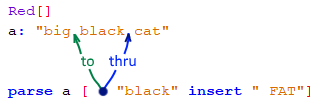 Red[]
a: "big black cat"
to thru
parse a [ "black" insert " FAT"]